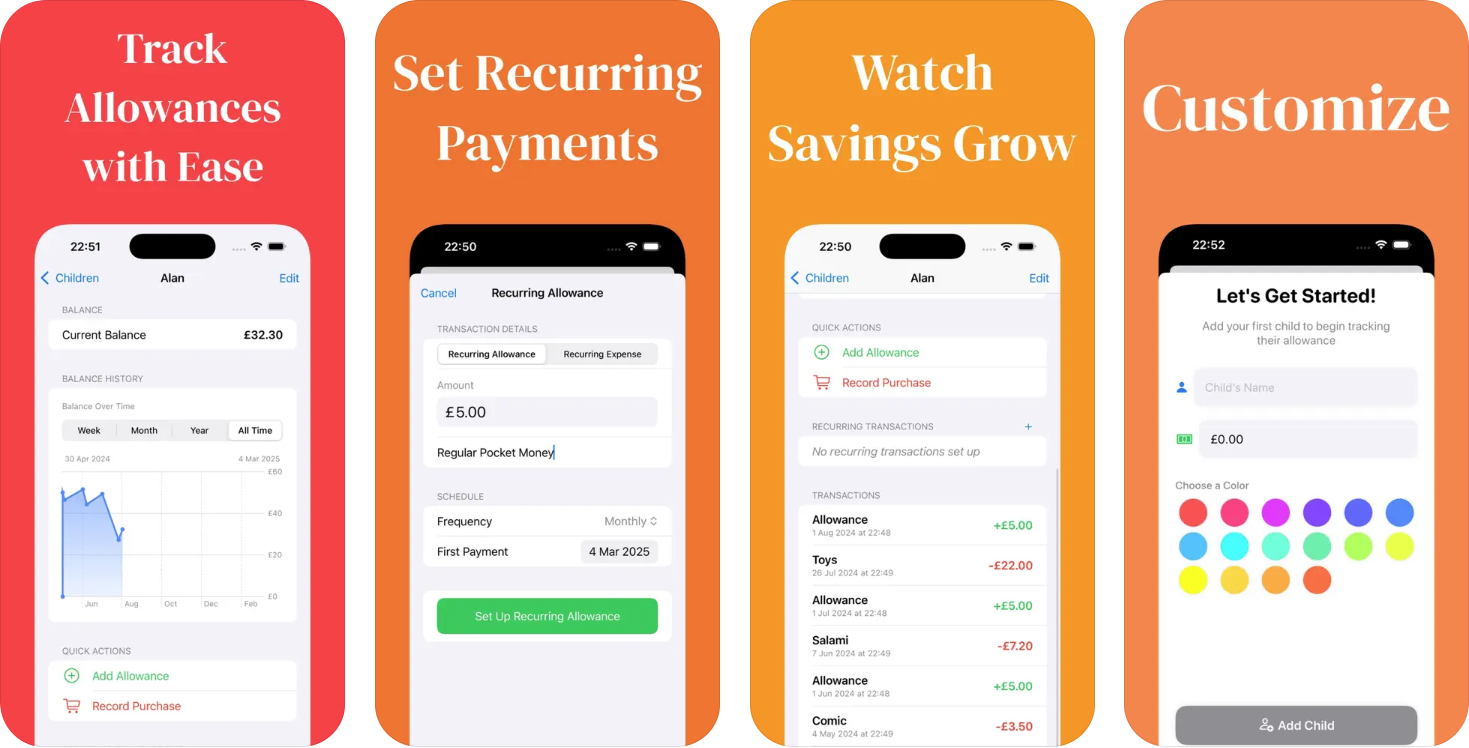 Track
Allowances
with Ease
22:51
Children
Alan
Edit
BALANCE
Current Balance
£32.30
BALANCE HISTORY
Balance Over Time
Week
Month
Year
All Time
30 Apr 2024
4 Mar 2025
£60
£40
£20
£0
Jun
Aug
Oct
Dec
Feb
QUICK ACTIONS
Add Allowance
Record Purchase
Set Recurring
Payments
22:50
Cancel
Recurring Allowance
TRANSACTION DETAILS
Recurring Allowance
Recurring Expense
Amount
£5.00
Regular Pocket Money
SCHEDULE
Frequency
Monthly
First Payment
4 Mar 2025
Set Up Recurring Allowance
Watch
Savings Grow
22:50
Children
Alan
Edit
QUICK ACTIONS
Add Allowance
Record Purchase
RECURRING TRANSACTIONS
+
No recurring transactions set up
TRANSACTIONS
Allowance
1 Aug 2024 at 22:48
+£5.00
Toys
26 Jul 2024 at 22:49
-£22.00
Allowance
1 Jul 2024 at 22:48
+£5.00
Salami
7 Jun 2024 at 22:49
-£7.20
Allowance
1 Jun 2024 at 22:48
+£5.00
Comic
4 May 2024 at 22:49
-£3.50
Customize
22:52
Let's Get Started!
Add your first child to begin tracking
their allowance
Child's Name
£0.00
Choose a Color
Add Child